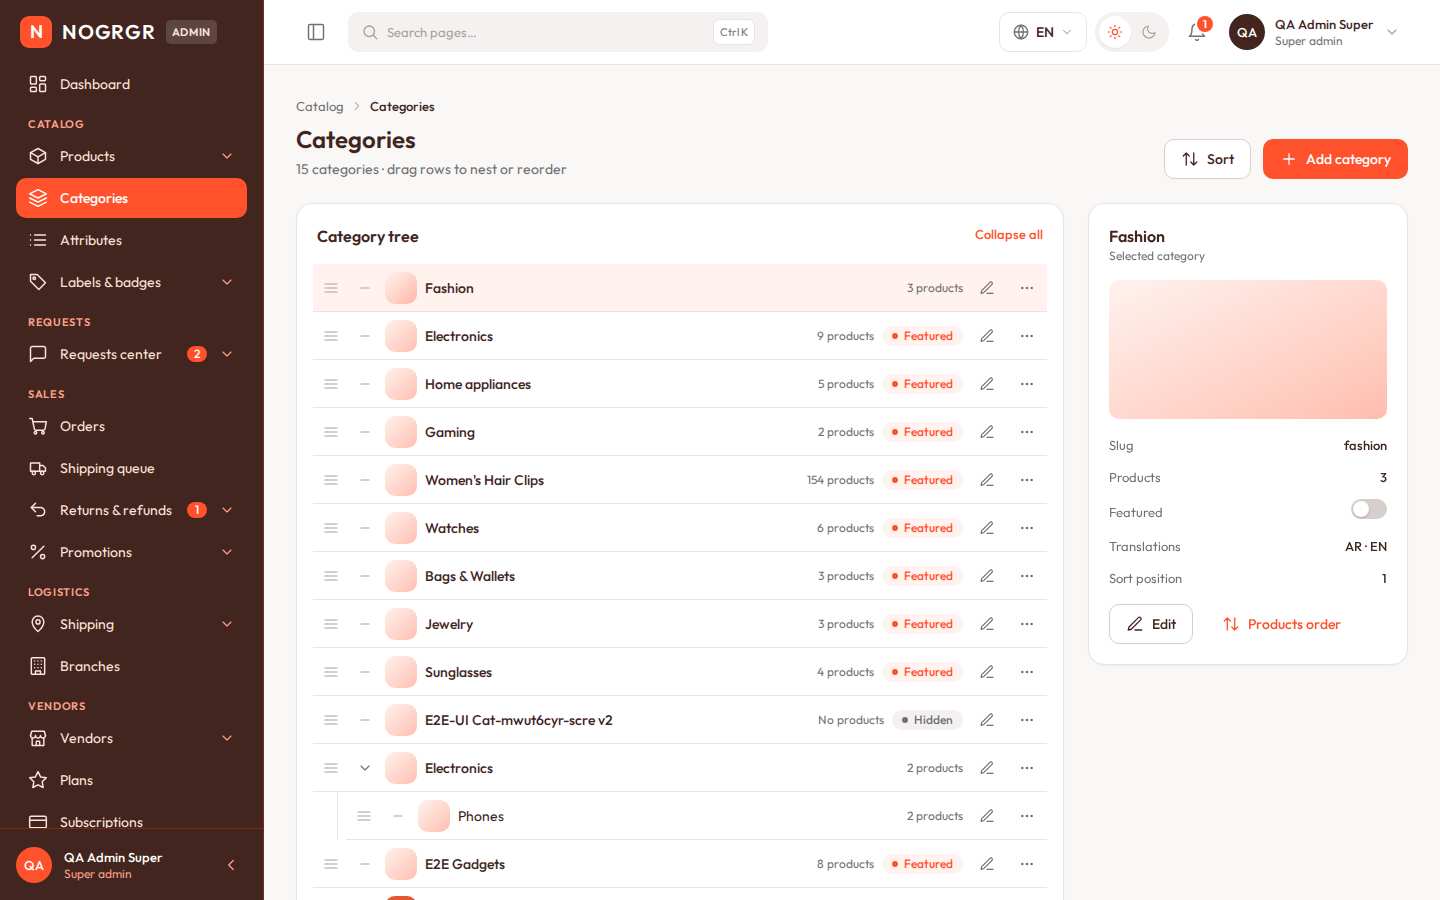 N NOGRGR ADMIN
Dashboard
CATALOG
Products
Categories
Attributes
Labels & badges
REQUESTS
Requests center 2
SALES
Orders
Shipping queue
Returns & refunds 1
Promotions
LOGISTICS
Shipping
Branches
VENDORS
Vendors
Plans
Subscriptions
QA QA Admin Super
Super admin
Search pages... Ctrl K
EN
1
QA QA Admin Super
Super admin
Catalog > Categories
Categories
15 categories · drag rows to nest or reorder
Sort
+ Add category
Category tree Collapse all
Fashion 3 products
Electronics 9 products Featured
Home appliances 5 products Featured
Gaming 2 products Featured
Women's Hair Clips 154 products Featured
Watches 6 products Featured
Bags & Wallets 3 products Featured
Jewelry 3 products Featured
Sunglasses 4 products Featured
E2E-UI Cat-mwut6cyr-scre v2 No products Hidden
Electronics 2 products
Phones 2 products
E2E Gadgets 8 products Featured
Fashion
Selected category
Slug fashion
Products 3
Featured
Translations AR · EN
Sort position 1
Edit Products order